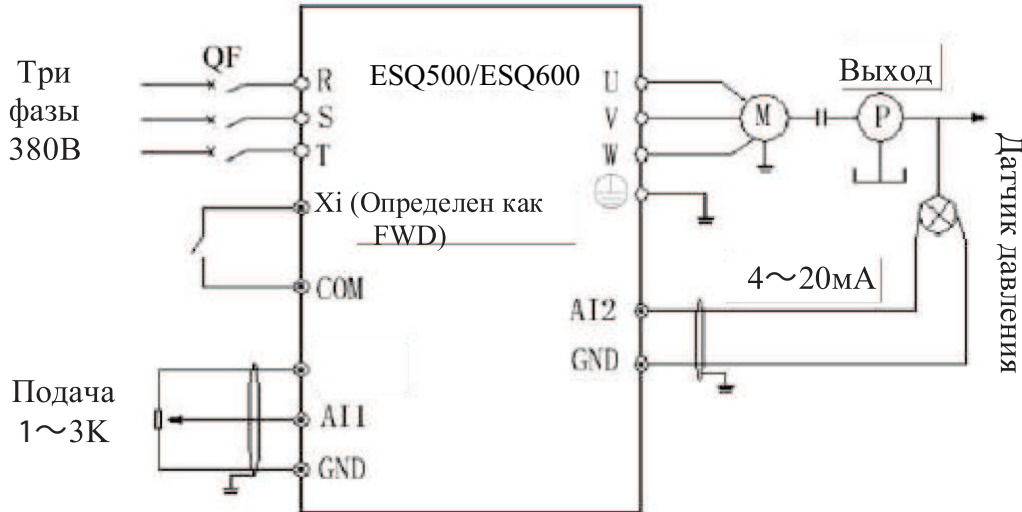 Три
фазы
380В
QF
R
S
T
ESQ500/ESQ600
Xi (Определен как
FWD)
COM
U
V
W
M
P
Выход
Датчик давления
4～20мА
AI2
GND
Подача
1～3K
AI1
GND